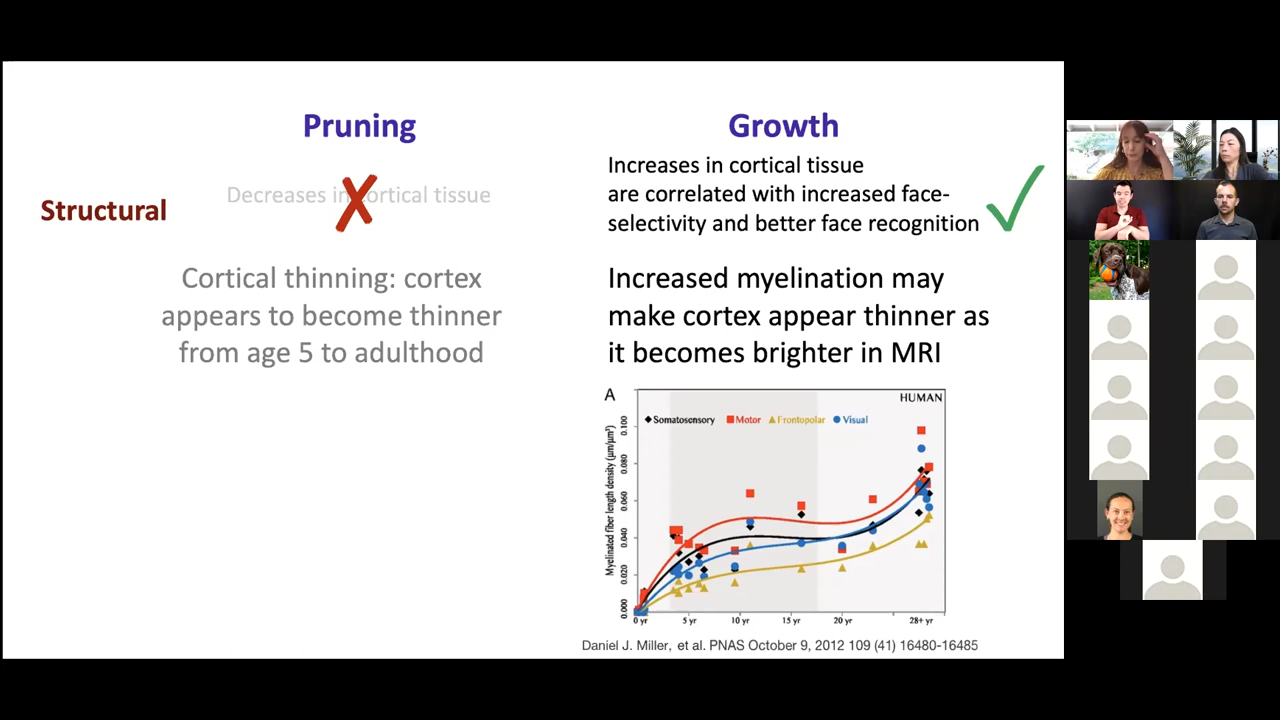 Pruning
Growth
Structural
Decreases in cortical tissue
Increases in cortical tissue
are correlated with increased face-
selectivity and better face recognition
Cortical thinning: cortex
appears to become thinner
from age 5 to adulthood
Increased myelination may
make cortex appear thinner as
it becomes brighter in MRI
A
HUMAN
Somatosensory Motor Frontopolar Visual
Myelinated fiber length density (μm/μm³)
0.100
0.080
0.060
0.040
0.020
0.000
0 yr 5 yr 10 yr 15 yr 20 yr 28+ yr
Daniel J. Miller, et al. PNAS October 9, 2012 109 (41) 16480-16485